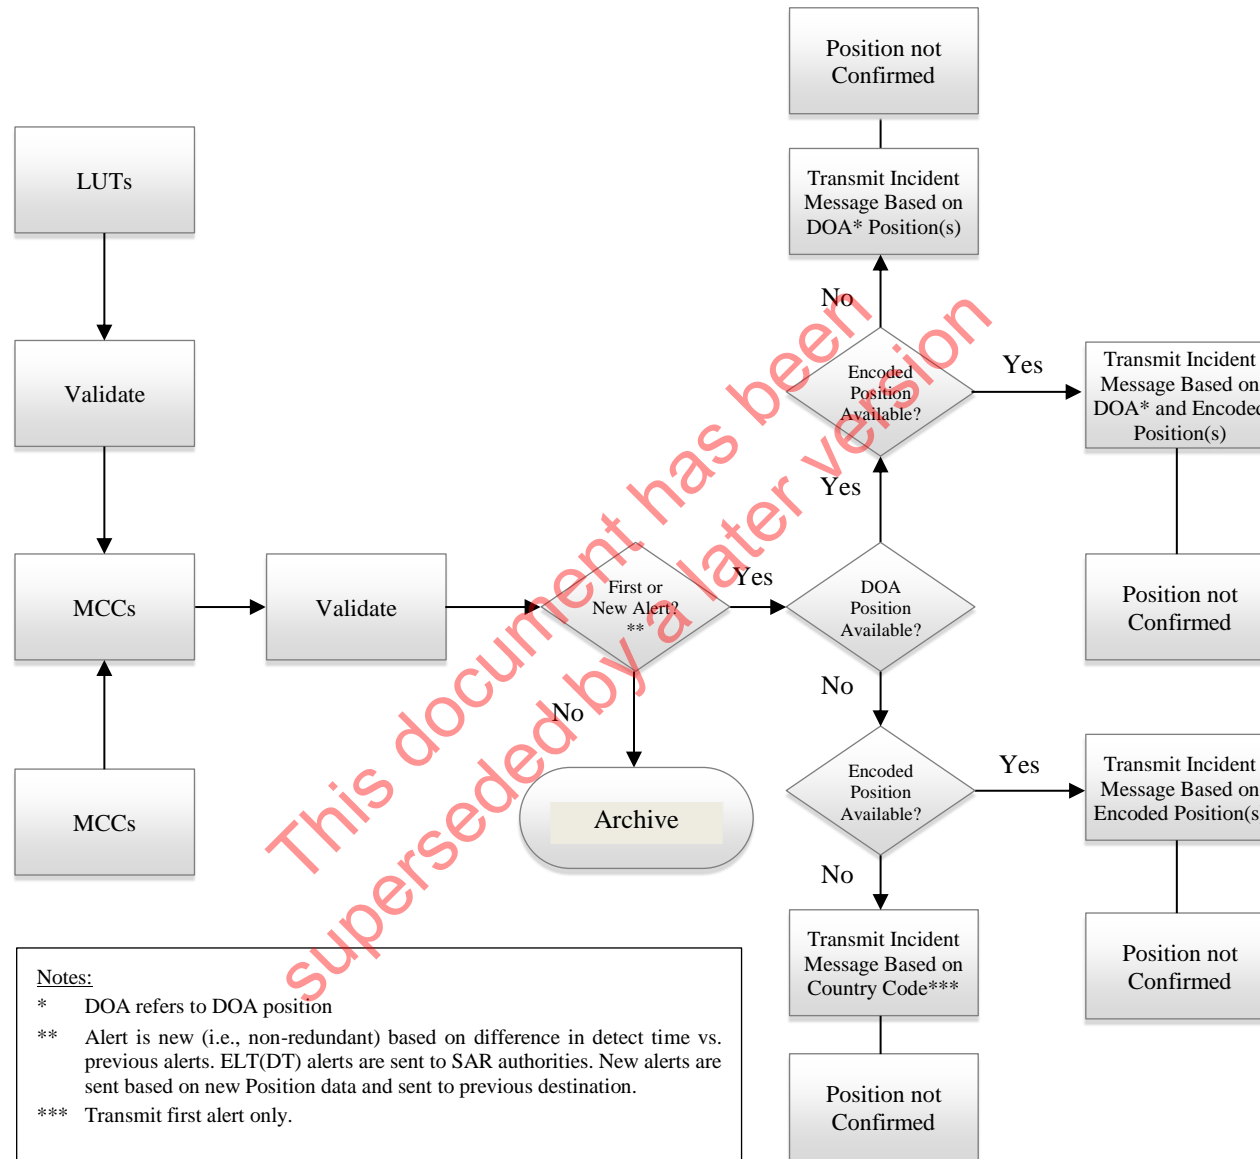 Position not
Confirmed
LUTs
Transmit Incident
Message Based on
DOA* Position(s)
No
Validate
Encoded
Position
Available?
Yes
Transmit Incident
Message Based on
DOA* and Encoded
Position(s)
Yes
MCCs
Validate
First or
New Alert?
**
Yes
DOA
Position
Available?
Position not
Confirmed
No
No
MCCs
Archive
Encoded
Position
Available?
Yes
Transmit Incident
Message Based on
Encoded Position(s
No
Transmit Incident
Message Based on
Country Code***
Position not
Confirmed
Position not
Confirmed
Notes:
* DOA refers to DOA position
** Alert is new (i.e., non-redundant) based on difference in detect time vs.
previous alerts. ELT(DT) alerts are sent to SAR authorities. New alerts are
sent based on new Position data and sent to previous destination.
*** Transmit first alert only.
This document has been
superseded by a later version